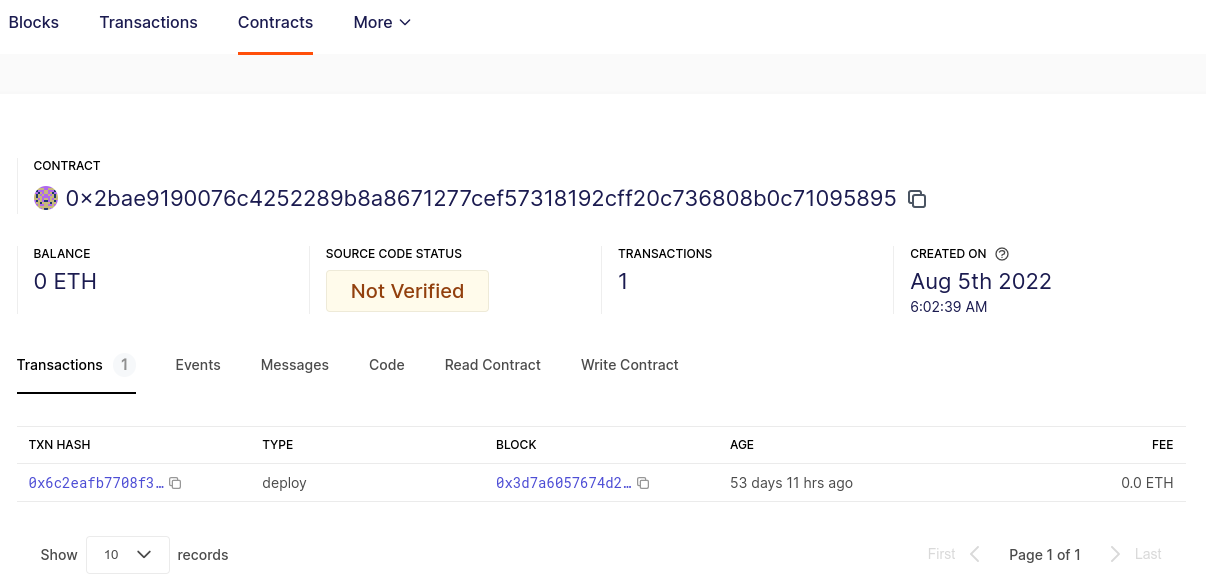 Blocks Transactions Contracts More
CONTRACT
0x2bae9190076c4252289b8a8671277cef57318192cff20c736808b0c71095895
BALANCE SOURCE CODE STATUS TRANSACTIONS CREATED ON
0 ETH Not Verified 1 Aug 5th 2022
6:02:39 AM
Transactions 1 Events Messages Code Read Contract Write Contract
TXN HASH TYPE BLOCK AGE FEE
0x6c2eafb7708f3… deploy 0x3d7a6057674d2… 53 days 11 hrs ago 0.0 ETH
Show 10 records First Page 1 of 1 Last